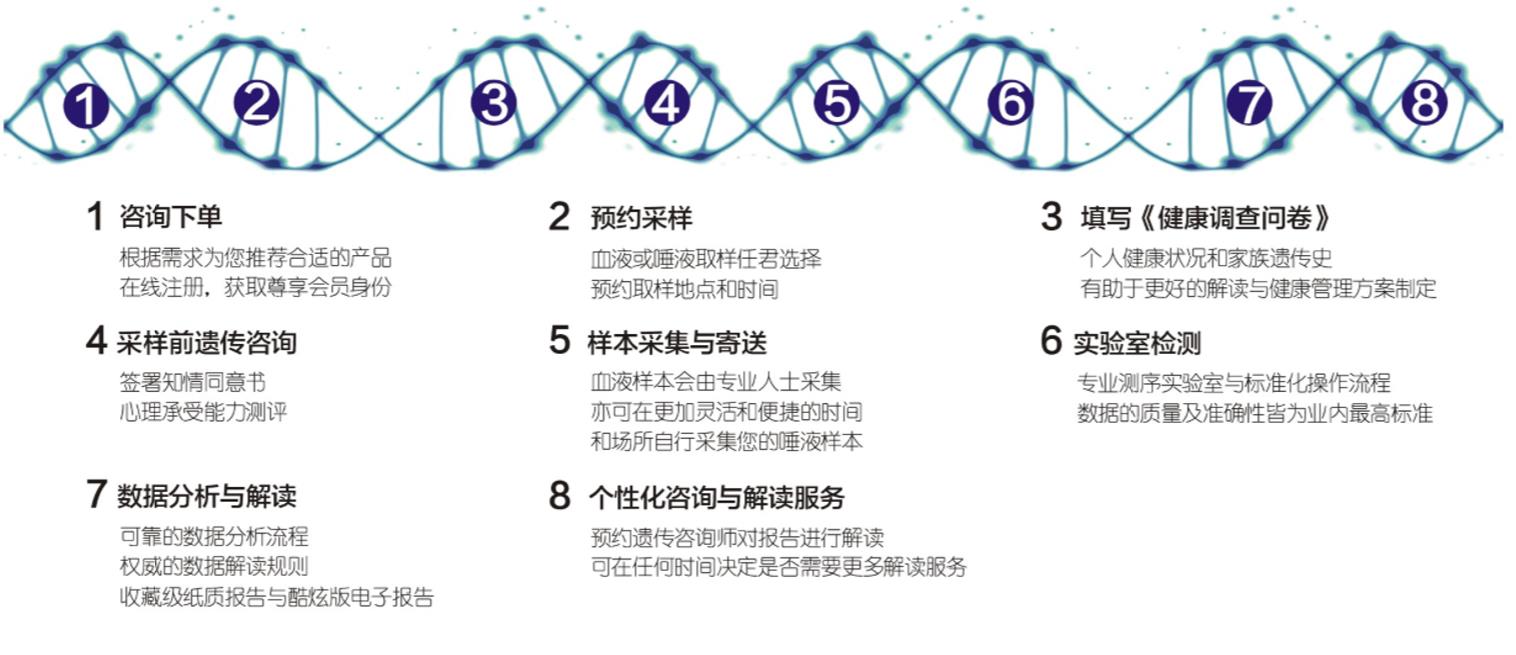 1 2 3 4 5 6 7 8
1 咨询下单
根据需求为您推荐合适的产品
在线注册，获取尊享会员身份
2 预约采样
血液或唾液取样任君选择
预约取样地点和时间
3 填写《健康调查问卷》
个人健康状况和家族遗传史
有助于更好的解读与健康管理方案制定
4 采样前遗传咨询
签署知情同意书
心理承受能力测评
5 样本采集与寄送
血液样本会由专业人士采集
亦可在更加灵活和便捷的时间
和场所自行采集您的唾液样本
6 实验室检测
专业测序实验室与标准化操作流程
数据的质量及准确性皆为业内最高标准
7 数据分析与解读
可靠的数据分析流程
权威的数据解读规则
收藏级纸质报告与酷炫版电子报告
8 个性化咨询与解读服务
预约遗传咨询师对报告进行解读
可在任何时间决定是否需要更多解读服务